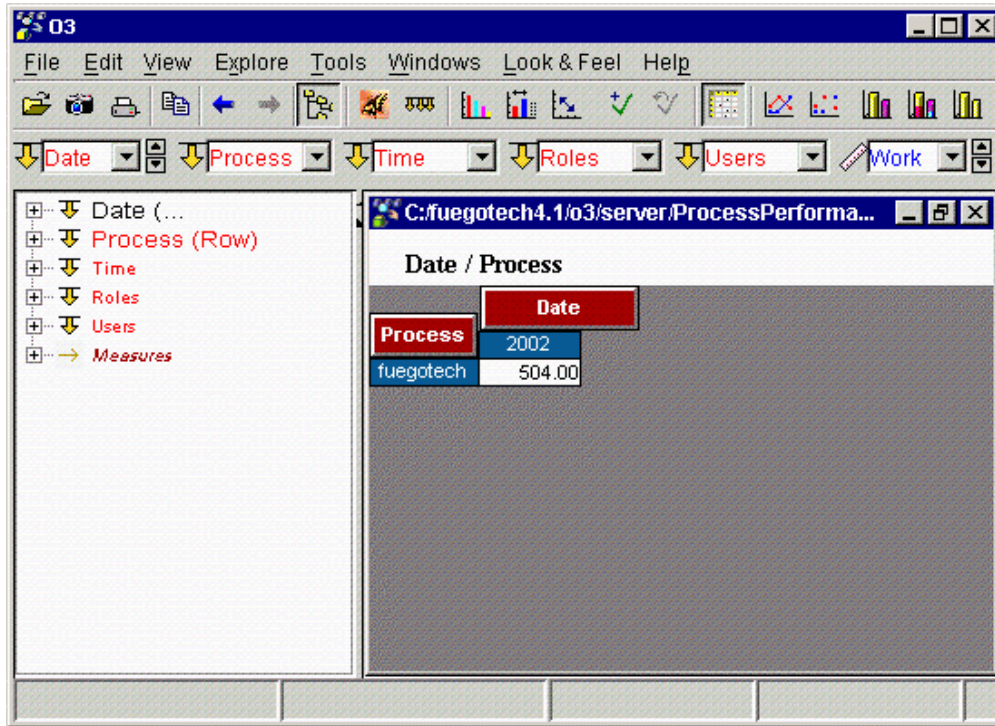 O3
File Edit View Explore Tools Windows Look & Feel Help
Date Process Time Roles Users Work
Date (...
Process (Row)
Time
Roles
Users
Measures
C:/fuegotech4.1/o3/server/ProcessPerforma...
Date / Process
Date
Process
2002
fuegotech 504.00